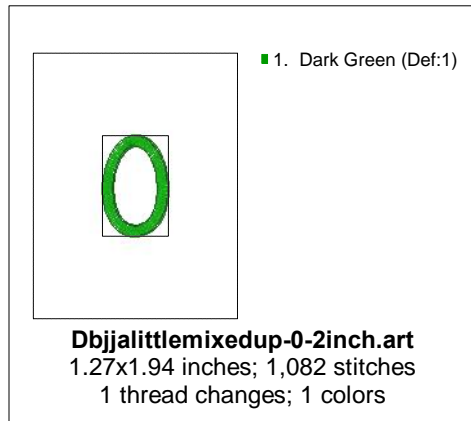 1. Dark Green (Def:1)
0
Dbjjalittlemixedup-0-2inch.art
1.27x1.94 inches; 1,082 stitches
1 thread changes; 1 colors